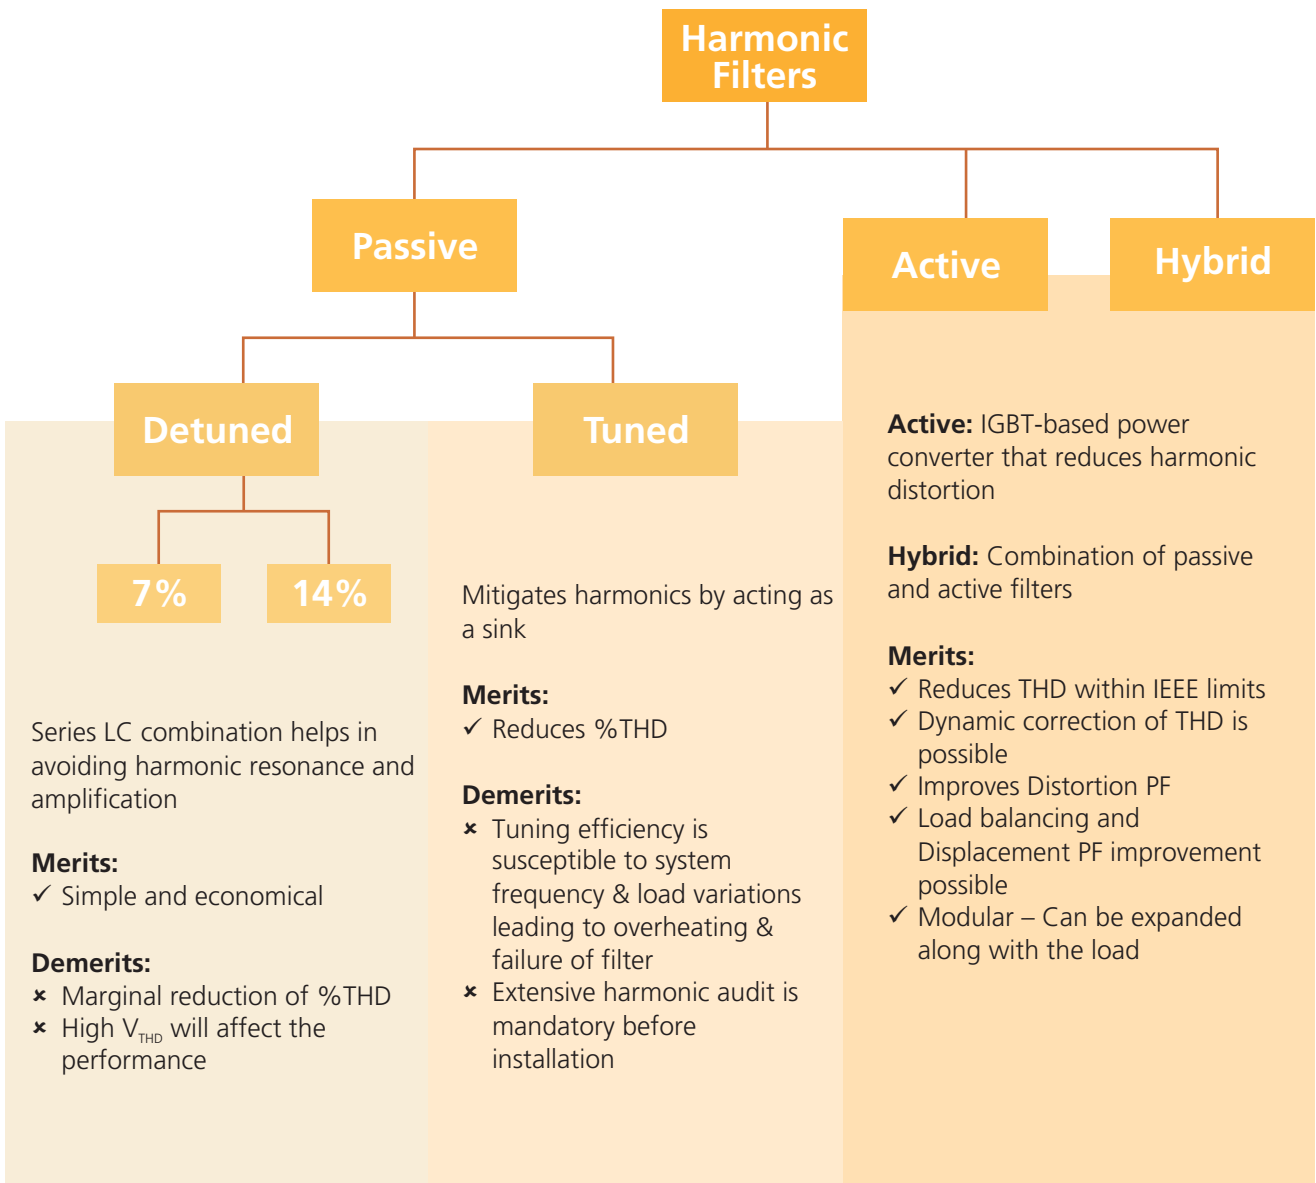 Harmonic
Filters
Passive
Active
Hybrid
Detuned
Tuned
7%
14%
Series LC combination helps in
avoiding harmonic resonance and
amplification
Merits:
✓ Simple and economical
Demerits:
× Marginal reduction of %THD
× High V_THD will affect the
performance
Mitigates harmonics by acting as
a sink
Merits:
✓ Reduces %THD
Demerits:
× Tuning efficiency is
susceptible to system
frequency & load variations
leading to overheating &
failure of filter
× Extensive harmonic audit is
mandatory before
installation
Active: IGBT-based power
converter that reduces harmonic
distortion
Hybrid: Combination of passive
and active filters
Merits:
✓ Reduces THD within IEEE limits
✓ Dynamic correction of THD is
possible
✓ Improves Distortion PF
✓ Load balancing and
Displacement PF improvement
possible
✓ Modular – Can be expanded
along with the load